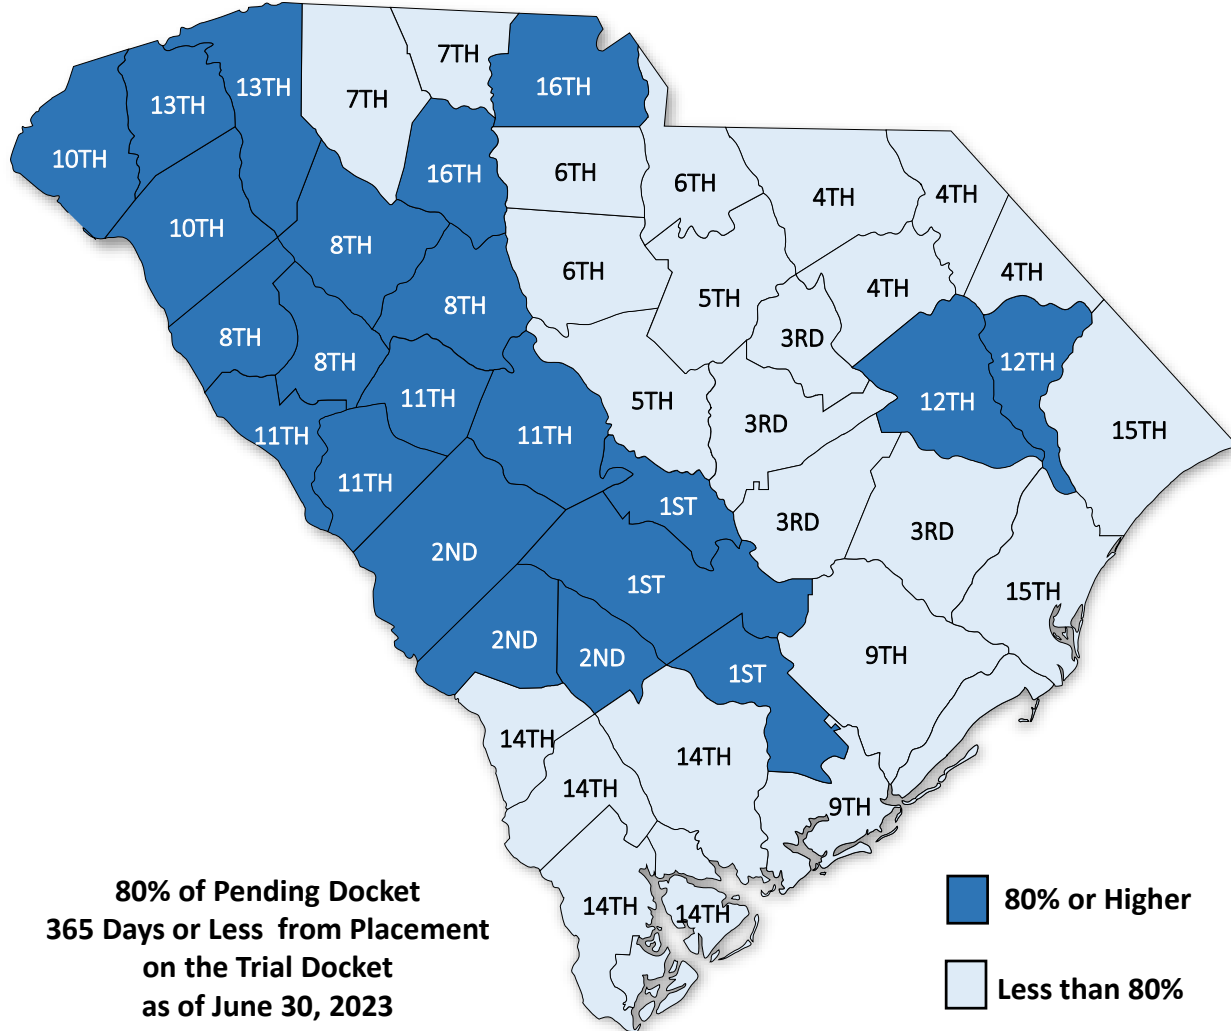 7TH
13TH
16TH
7TH
13TH
10TH
6TH
16TH
6TH
4TH
4TH
10TH
8TH
6TH
4TH
4TH
5TH
8TH
3RD
8TH
8TH
12TH
11TH
5TH
12TH
3RD
15TH
11TH
11TH
11TH
1ST
3RD
3RD
2ND
1ST
15TH
2ND
2ND
9TH
1ST
14TH
14TH
14TH
9TH
14TH
14TH
80% of Pending Docket
365 Days or Less from Placement
on the Trial Docket
as of June 30, 2023
80% or Higher
Less than 80%